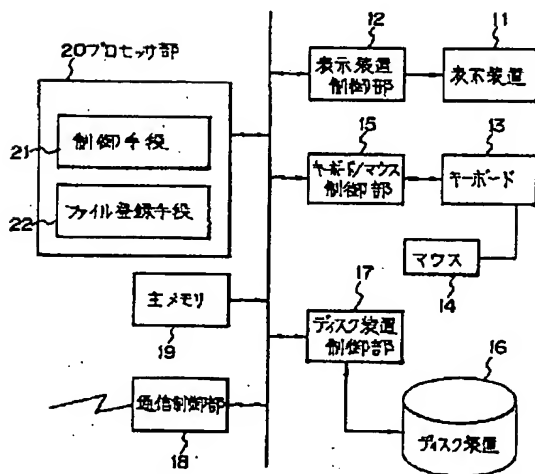 20プロセッサ部
21
制御手段
22
ファイル登録手段
主メモリ
19
通信制御部
18
12
表示装置
制御部
11
表示装置
15
キーボード/マウス
制御部
13
キーボード
マウス
14
17
ディスク装置
制御部
16
ディスク装置